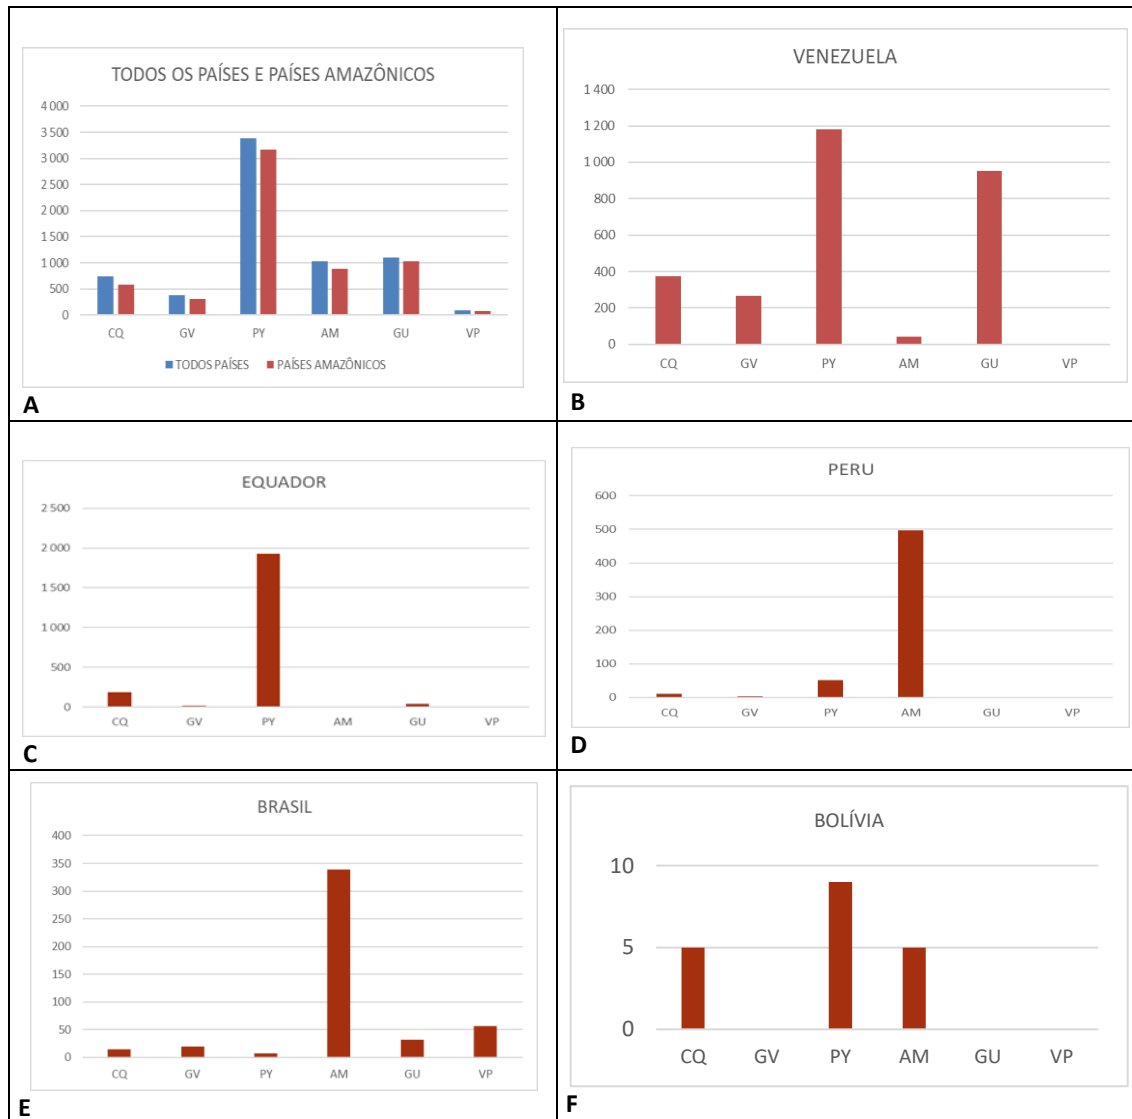 TODOS OS PAÍSES E PAÍSES AMAZÔNICOS
4 000
3 500
3 000
2 500
2 000
1 500
1 000
500
0
CQ GV PY AM GU VP
TODOS PAÍSES PAÍSES AMAZÔNICOS
A
VENEZUELA
1 400
1 200
1 000
800
600
400
200
0
CQ GV PY AM GU VP
B
EQUADOR
2 500
2 000
1 500
1 000
500
0
CQ GV PY AM GU VP
C
PERU
600
500
400
300
200
100
0
CQ GV PY AM GU VP
D
BRASIL
400
350
300
250
200
150
100
50
0
CQ GV PY AM GU VP
E
BOLÍVIA
10
5
0
CQ GV PY AM GU VP
F